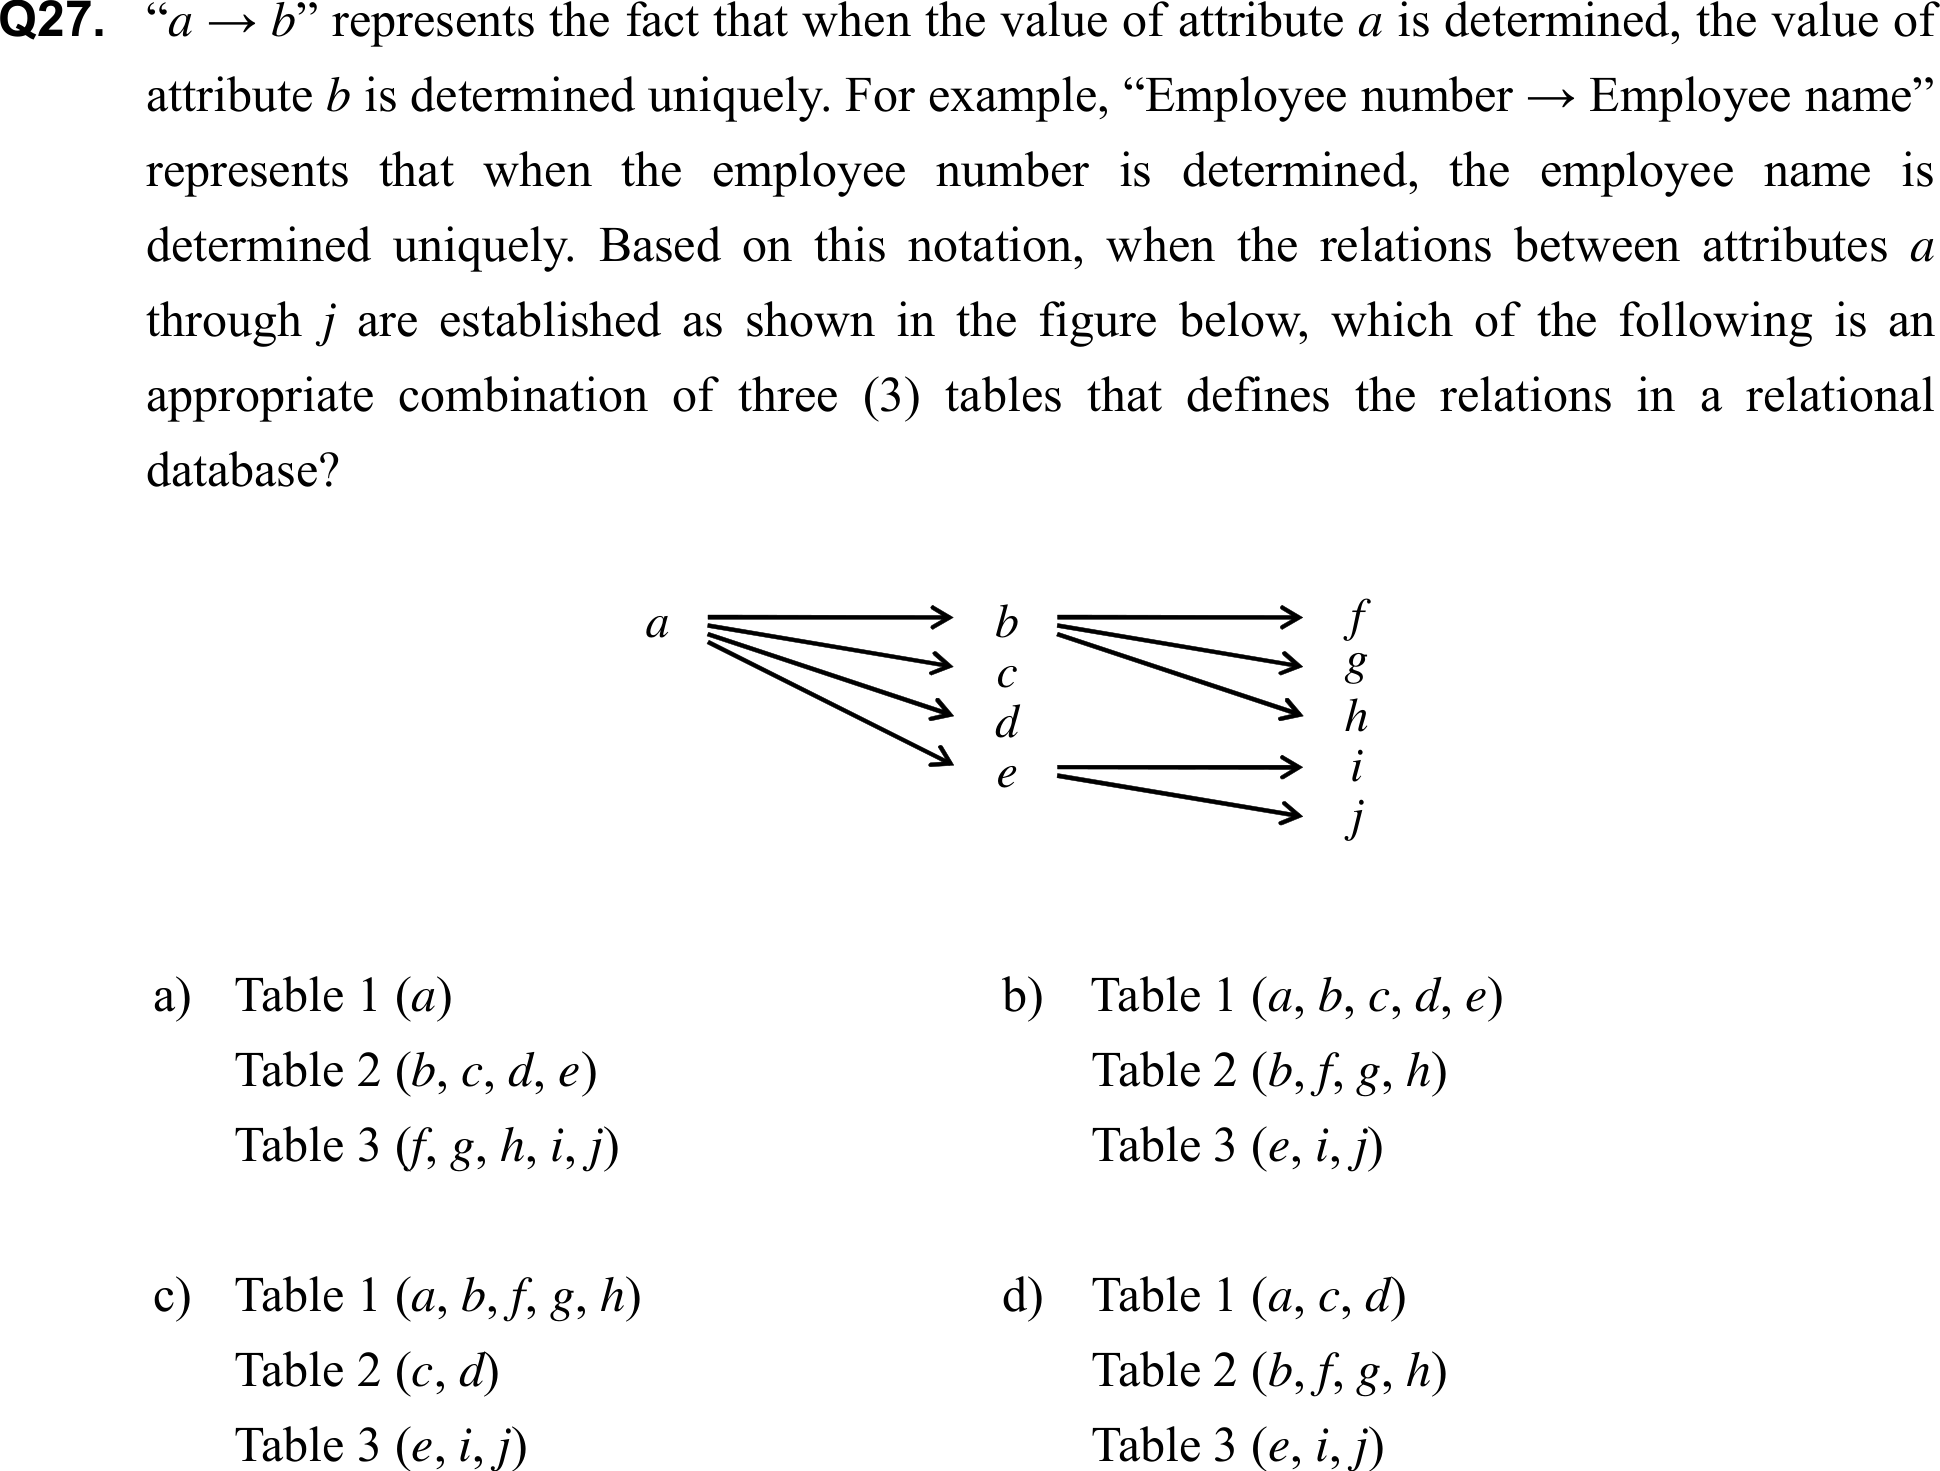 Q27. “a → b” represents the fact that when the value of attribute a is determined, the value of
attribute b is determined uniquely. For example, “Employee number → Employee name”
represents that when the employee number is determined, the employee name is
determined uniquely. Based on this notation, when the relations between attributes a
through j are established as shown in the figure below, which of the following is an
appropriate combination of three (3) tables that defines the relations in a relational
database?
a b f
c g
d h
e i
j
a) Table 1 (a) b) Table 1 (a, b, c, d, e)
Table 2 (b, c, d, e) Table 2 (b, f, g, h)
Table 3 (f, g, h, i, j) Table 3 (e, i, j)
c) Table 1 (a, b, f, g, h) d) Table 1 (a, c, d)
Table 2 (c, d) Table 2 (b, f, g, h)
Table 3 (e, i, j) Table 3 (e, i, j)